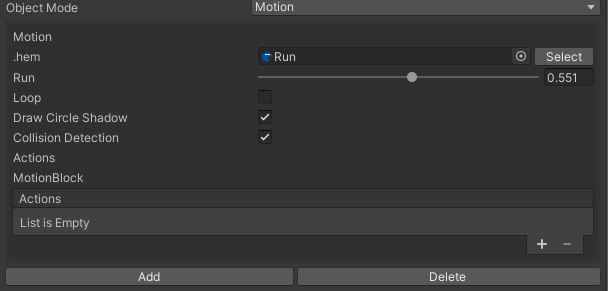 Object Mode Motion
Motion
.hem Run Select
Run 0.551
Loop
Draw Circle Shadow
Collision Detection
Actions
MotionBlock
Actions
List is Empty
+ −
Add Delete